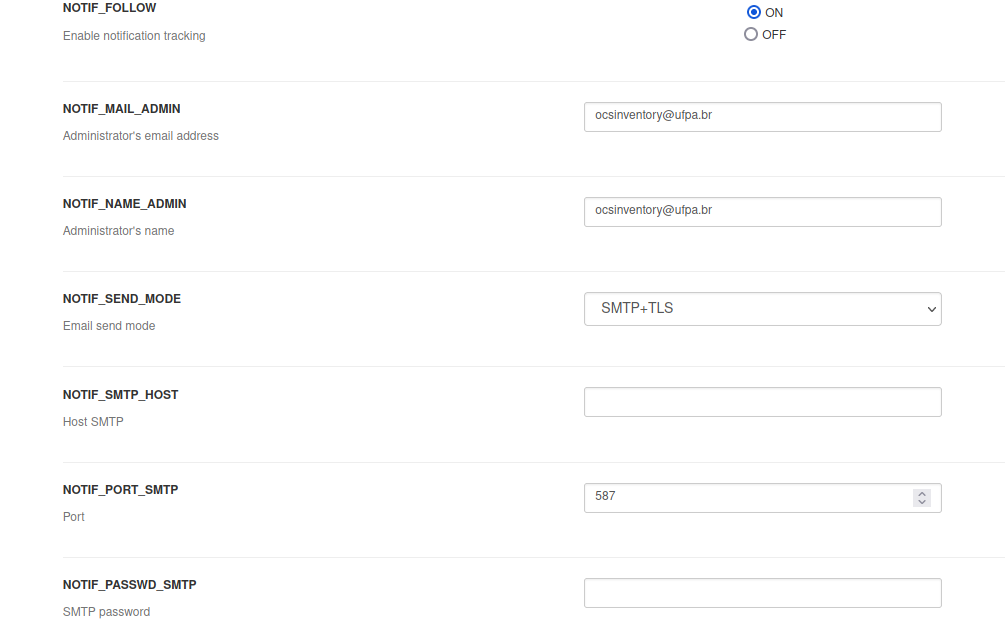 NOTIF_FOLLOW
ON
Enable notification tracking
OFF
NOTIF_MAIL_ADMIN
ocsinventory@ufpa.br
Administrator's email address
NOTIF_NAME_ADMIN
ocsinventory@ufpa.br
Administrator's name
NOTIF_SEND_MODE
SMTP+TLS
Email send mode
NOTIF_SMTP_HOST
Host SMTP
NOTIF_PORT_SMTP
587
Port
NOTIF_PASSWD_SMTP
SMTP password